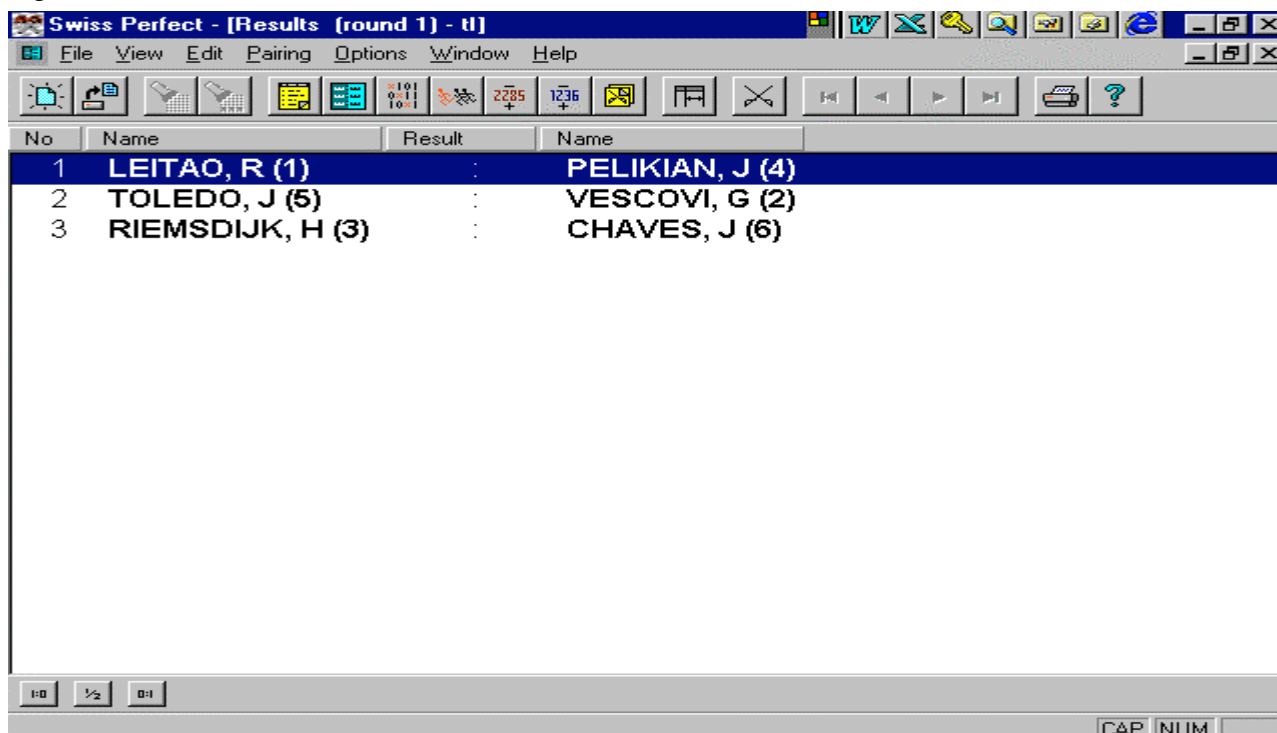 Swiss Perfect - [Results (round 1) - tl]
File View Edit Pairing Options Window Help
No Name Result Name
1 LEITAO, R (1) : PELIKIAN, J (4)
2 TOLEDO, J (5) : VESCOVI, G (2)
3 RIEMSDIJK, H (3) : CHAVES, J (6)
1:0 ½ 0:1
CAP NUM